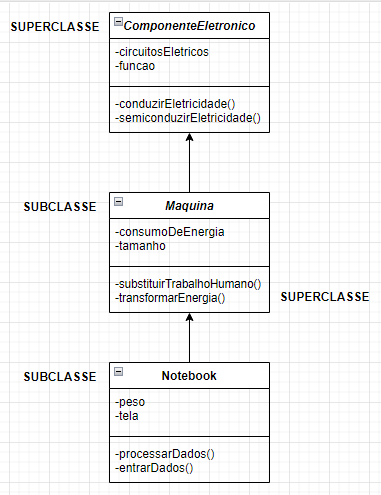 SUPERCLASSE
ComponenteEletronico
-circuitosEletricos
-funcao
-conduzirEletricidade()
-semiconduzirEletricidade()
SUBCLASSE
Maquina
-consumoDeEnergia
-tamanho
-substituirTrabalhoHumano()
-transformarEnergia()
SUPERCLASSE
SUBCLASSE
Notebook
-peso
-tela
-processarDados()
-entrarDados()